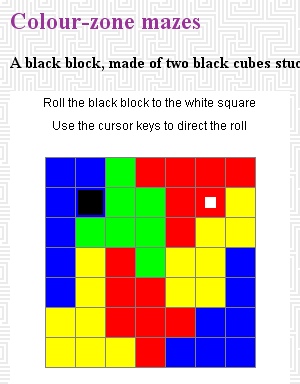 Colour-zone mazes
A black block, made of two black cubes stuc
Roll the black block to the white square
Use the cursor keys to direct the roll